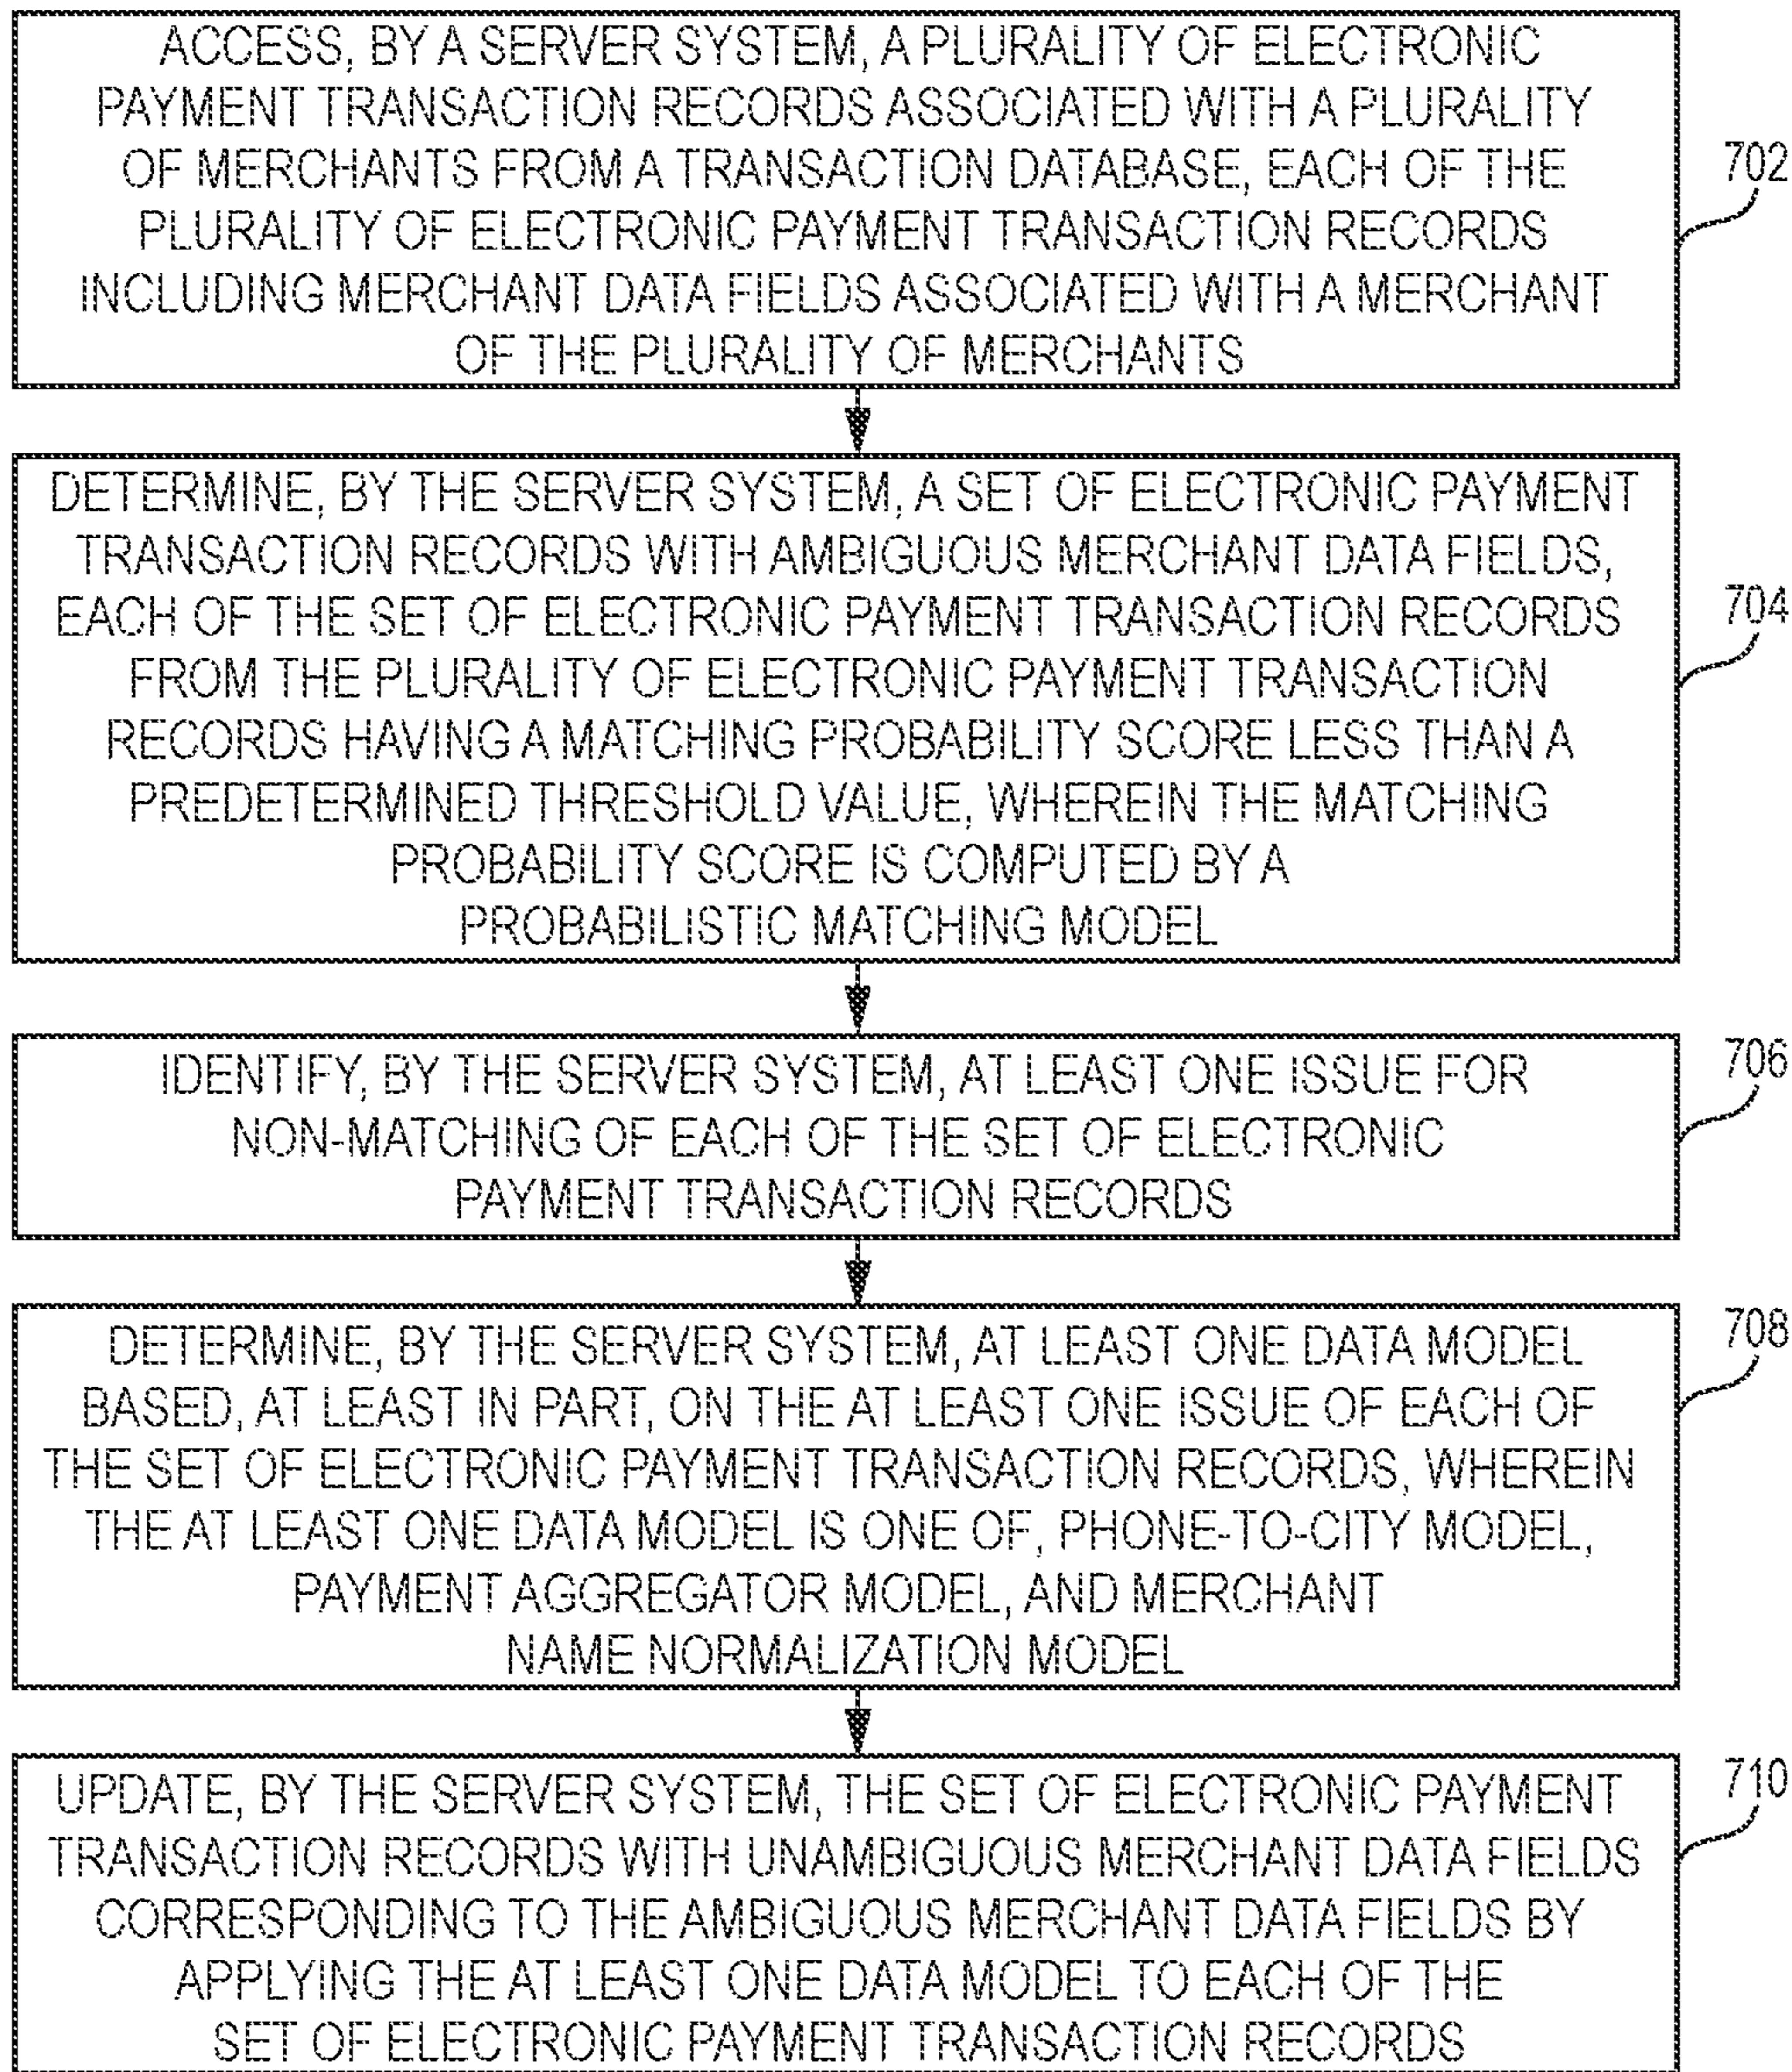 ACCESS, BY A SERVER SYSTEM, A PLURALITY OF ELECTRONIC
PAYMENT TRANSACTION RECORDS ASSOCIATED WITH A PLURALITY
OF MERCHANTS FROM A TRANSACTION DATABASE, EACH OF THE
PLURALITY OF ELECTRONIC PAYMENT TRANSACTION RECORDS
INCLUDING MERCHANT DATA FIELDS ASSOCIATED WITH A MERCHANT
OF THE PLURALITY OF MERCHANTS
702
DETERMINE, BY THE SERVER SYSTEM, A SET OF ELECTRONIC PAYMENT
TRANSACTION RECORDS WITH AMBIGUOUS MERCHANT DATA FIELDS,
EACH OF THE SET OF ELECTRONIC PAYMENT TRANSACTION RECORDS
FROM THE PLURALITY OF ELECTRONIC PAYMENT TRANSACTION
RECORDS HAVING A MATCHING PROBABILITY SCORE LESS THAN A
PREDETERMINED THRESHOLD VALUE, WHEREIN THE MATCHING
PROBABILITY SCORE IS COMPUTED BY A
PROBABILISTIC MATCHING MODEL
704
IDENTIFY, BY THE SERVER SYSTEM, AT LEAST ONE ISSUE FOR
NON-MATCHING OF EACH OF THE SET OF ELECTRONIC
PAYMENT TRANSACTION RECORDS
706
DETERMINE, BY THE SERVER SYSTEM, AT LEAST ONE DATA MODEL
BASED, AT LEAST IN PART, ON THE AT LEAST ONE ISSUE OF EACH OF
THE SET OF ELECTRONIC PAYMENT TRANSACTION RECORDS, WHEREIN
THE AT LEAST ONE DATA MODEL IS ONE OF, PHONE-TO-CITY MODEL,
PAYMENT AGGREGATOR MODEL, AND MERCHANT
NAME NORMALIZATION MODEL
708
UPDATE, BY THE SERVER SYSTEM, THE SET OF ELECTRONIC PAYMENT
TRANSACTION RECORDS WITH UNAMBIGUOUS MERCHANT DATA FIELDS
CORRESPONDING TO THE AMBIGUOUS MERCHANT DATA FIELDS BY
APPLYING THE AT LEAST ONE DATA MODEL TO EACH OF THE
SET OF ELECTRONIC PAYMENT TRANSACTION RECORDS
710